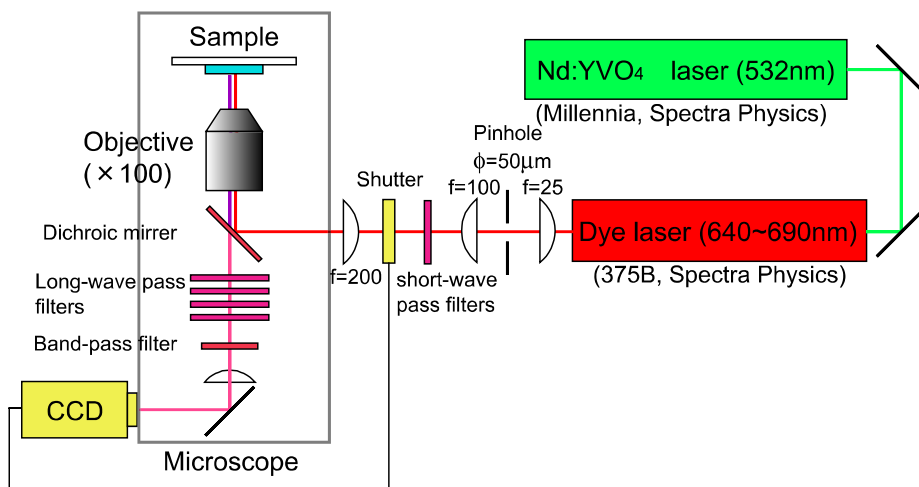 Sample
Nd:YVO4 laser (532nm)
(Millennia, Spectra Physics)
Objective
(×100)
Pinhole
ϕ=50μm
Shutter
f=100
f=25
Dichroic mirrer
Dye laser (640~690nm)
(375B, Spectra Physics)
f=200
short-wave
pass filters
Long-wave pass
filters
Band-pass filter
CCD
Microscope